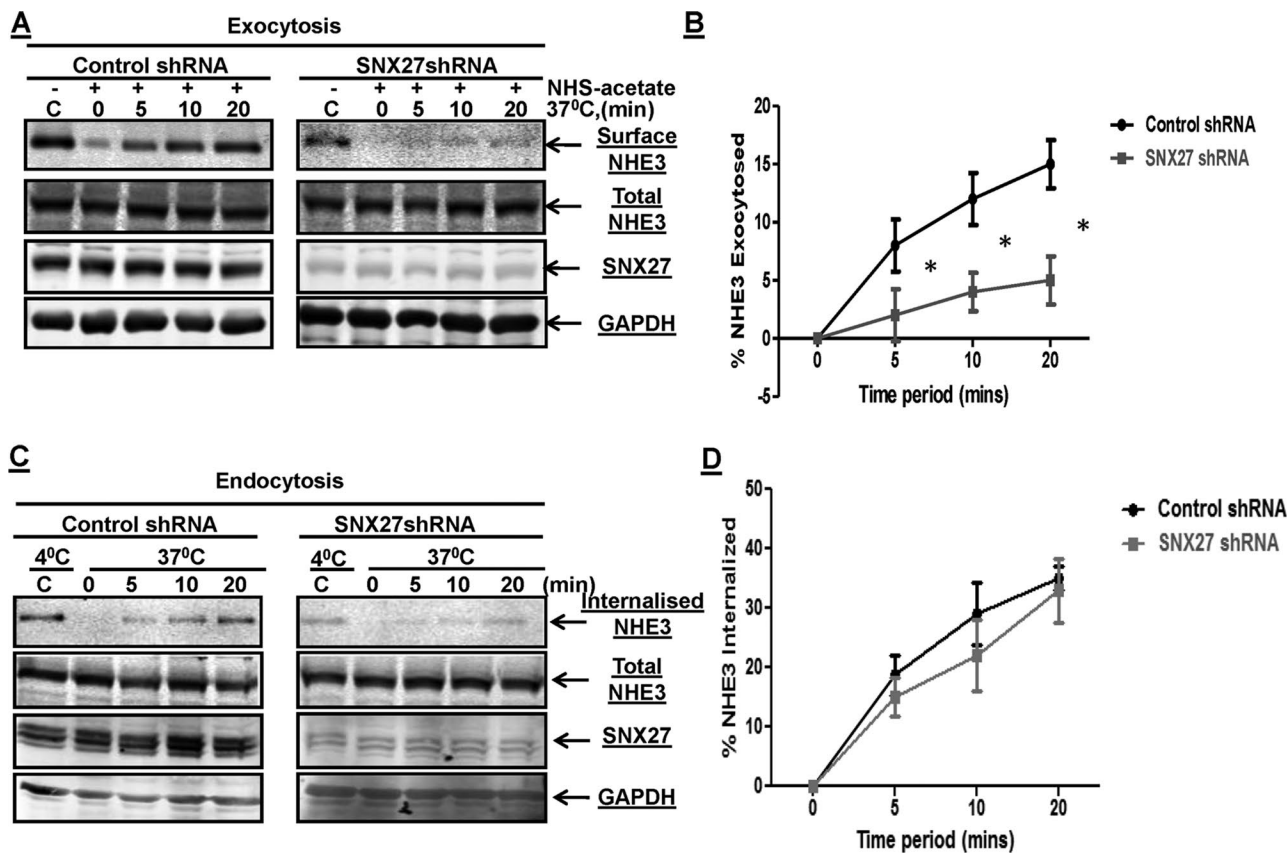 A
Exocytosis
Control shRNA
SNX27shRNA
- + + + +
- + + + +
NHS-acetate
C 0 5 10 20
C 0 5 10 20
37⁰C,(min)
Surface
NHE3
Total
NHE3
SNX27
GAPDH
B
20
15
10
5
0
-5
% NHE3 Exocytosed
* * *
0 5 10 20
Time period (mins)
Control shRNA
SNX27 shRNA
C
Endocytosis
Control shRNA
SNX27shRNA
4⁰C 37⁰C
4⁰C 37⁰C
C 0 5 10 20
C 0 5 10 20
(min)
Internalised
NHE3
Total
NHE3
SNX27
GAPDH
D
50
40
30
20
10
0
% NHE3 Internalized
0 5 10 20
Time period (mins)
Control shRNA
SNX27 shRNA